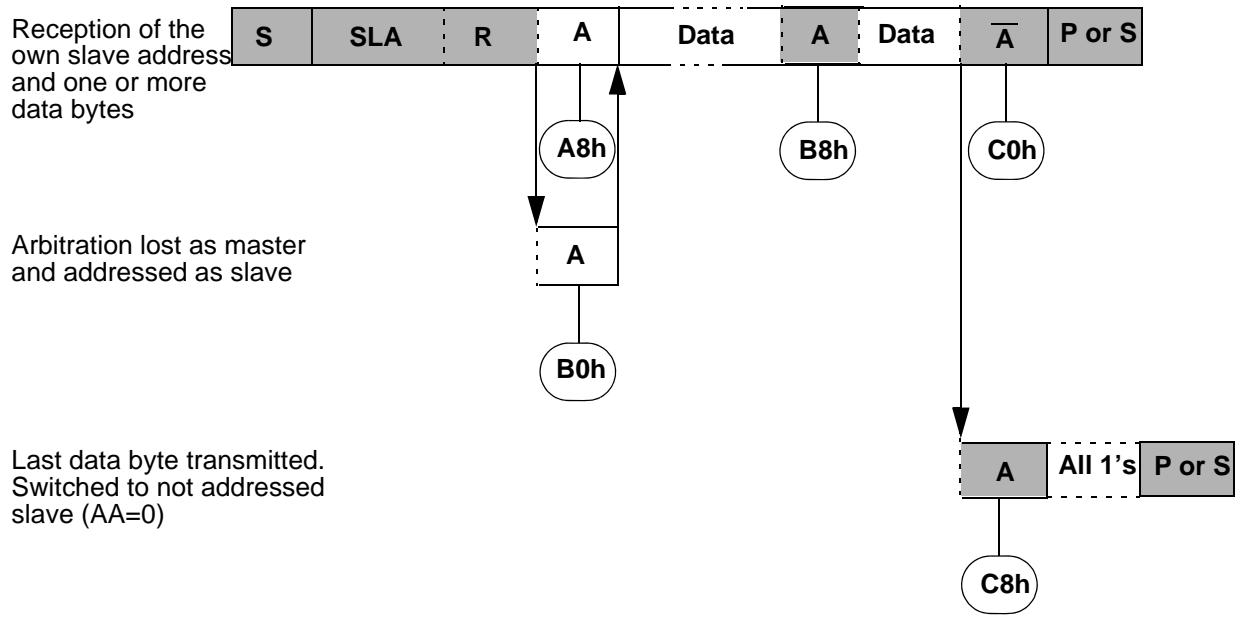 Reception of the
own slave address
and one or more
data bytes
S SLA R A Data A Data A̅ P or S
A8h B8h C0h
Arbitration lost as master
and addressed as slave
A
B0h
Last data byte transmitted.
Switched to not addressed
slave (AA=0)
A All 1's P or S
C8h